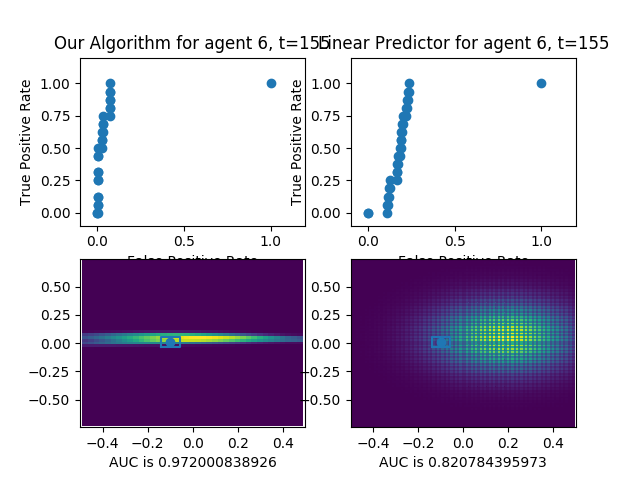 Our Algorithm for agent 6, t=155
Linear Predictor for agent 6, t=155
True Positive Rate
1.00
0.75
0.50
0.25
0.00
0.0 0.5 1.0
False Positive Rate
True Positive Rate
1.00
0.75
0.50
0.25
0.00
0.0 0.5 1.0
False Positive Rate
0.50
0.25
0.00
−0.25
−0.50
−0.4 −0.2 0.0 0.2 0.4
AUC is 0.972000838926
0.50
0.25
0.00
−0.25
−0.50
−0.4 −0.2 0.0 0.2 0.4
AUC is 0.820784395973